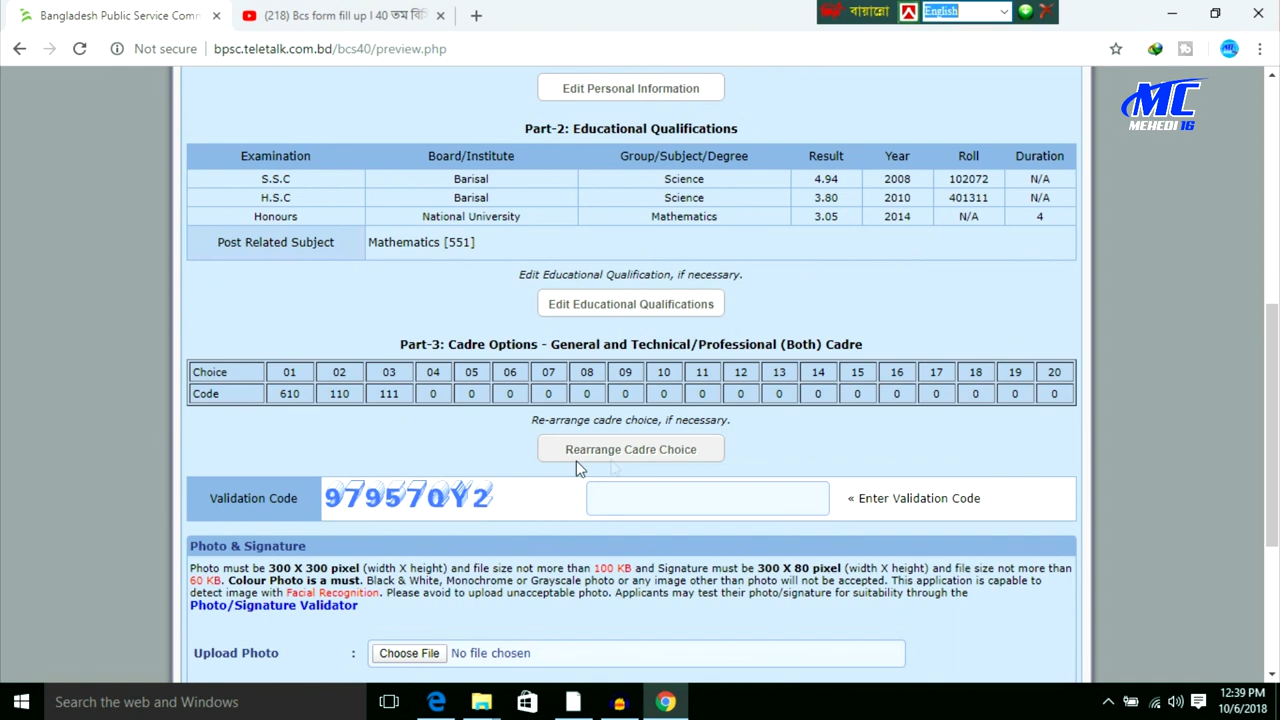 Bangladesh Public Service Comm
(218) Bcs form fill up I 40 তম বিসি
বায়ান্নো
English
Not secure
bpsc.teletalk.com.bd/bcs40/preview.php
MC
MEHEDI 16
Edit Personal Information
Part-2: Educational Qualifications
Examination Board/Institute Group/Subject/Degree Result Year Roll Duration
S.S.C Barisal Science 4.94 2008 102072 N/A
H.S.C Barisal Science 3.80 2010 401311 N/A
Honours National University Mathematics 3.05 2014 N/A 4
Post Related Subject Mathematics [551]
Edit Educational Qualification, if necessary.
Edit Educational Qualifications
Part-3: Cadre Options - General and Technical/Professional (Both) Cadre
Choice 01 02 03 04 05 06 07 08 09 10 11 12 13 14 15 16 17 18 19 20
Code 610 110 111 0 0 0 0 0 0 0 0 0 0 0 0 0 0 0 0 0
Re-arrange cadre choice, if necessary.
Rearrange Cadre Choice
Validation Code 97957QY2 « Enter Validation Code
Photo & Signature
Photo must be 300 X 300 pixel (width X height) and file size not more than 100 KB and Signature must be 300 X 80 pixel (width X height) and file size not more than
60 KB. Colour Photo is a must. Black & White, Monochrome or Grayscale photo or any image other than photo will not be accepted. This application is capable to
detect image with Facial Recognition. Please avoid to upload unacceptable photo. Applicants may test their photo/signature for suitability through the
Photo/Signature Validator
Upload Photo : Choose File No file chosen
Search the web and Windows
12:39 PM
10/6/2018